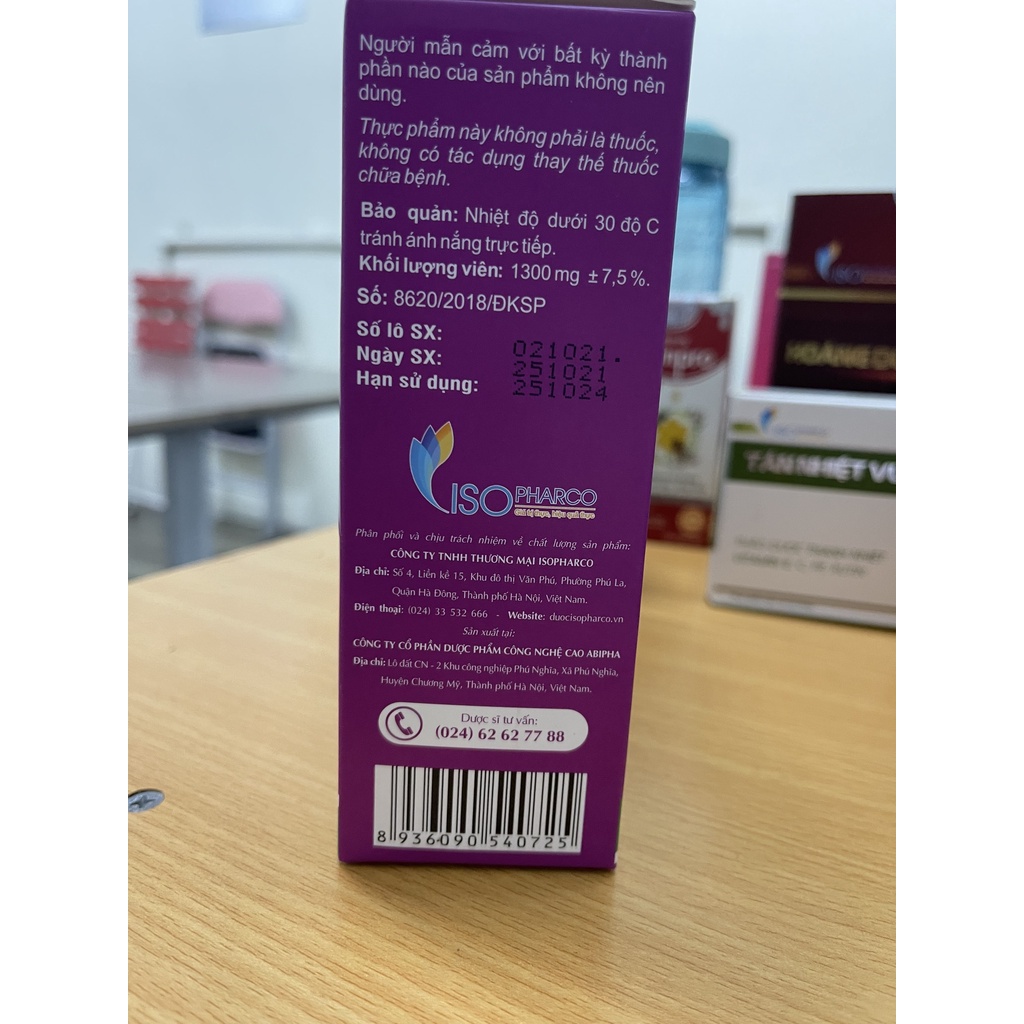 Người mẫn cảm với bất kỳ thành
phần nào của sản phẩm không nên
dùng.
Thực phẩm này không phải là thuốc,
không có tác dụng thay thế thuốc
chữa bệnh.
Bảo quản: Nhiệt độ dưới 30 độ C
tránh ánh nắng trực tiếp.
Khối lượng viên: 1300 mg ±7,5 %.
Số: 8620/2018/ĐKSP
Số lô SX: 021021.
Ngày SX: 251021
Hạn sử dụng: 251024
ISOPHARCO
Giá trị thực, hiệu quả thực
Phân phối và chịu trách nhiệm về chất lượng sản phẩm:
CÔNG TY TNHH THƯƠNG MẠI ISOPHARCO
Địa chỉ: Số 4, Liền kề 15, Khu đô thị Văn Phú, Phường Phú La,
Quận Hà Đông, Thành phố Hà Nội, Việt Nam.
Điện thoại: (024) 33 532 666 - Website: duocisopharco.vn
Sản xuất tại:
CÔNG TY CỔ PHẦN DƯỢC PHẨM CÔNG NGHỆ CAO ABIPHA
Địa chỉ: Lô đất CN - 2 Khu công nghiệp Phú Nghĩa, Xã Phú Nghĩa,
Huyện Chương Mỹ, Thành phố Hà Nội, Việt Nam.
Dược sĩ tư vấn:
(024) 62 62 77 88
8 936090 540725
ISO
TÂN NHIỆT